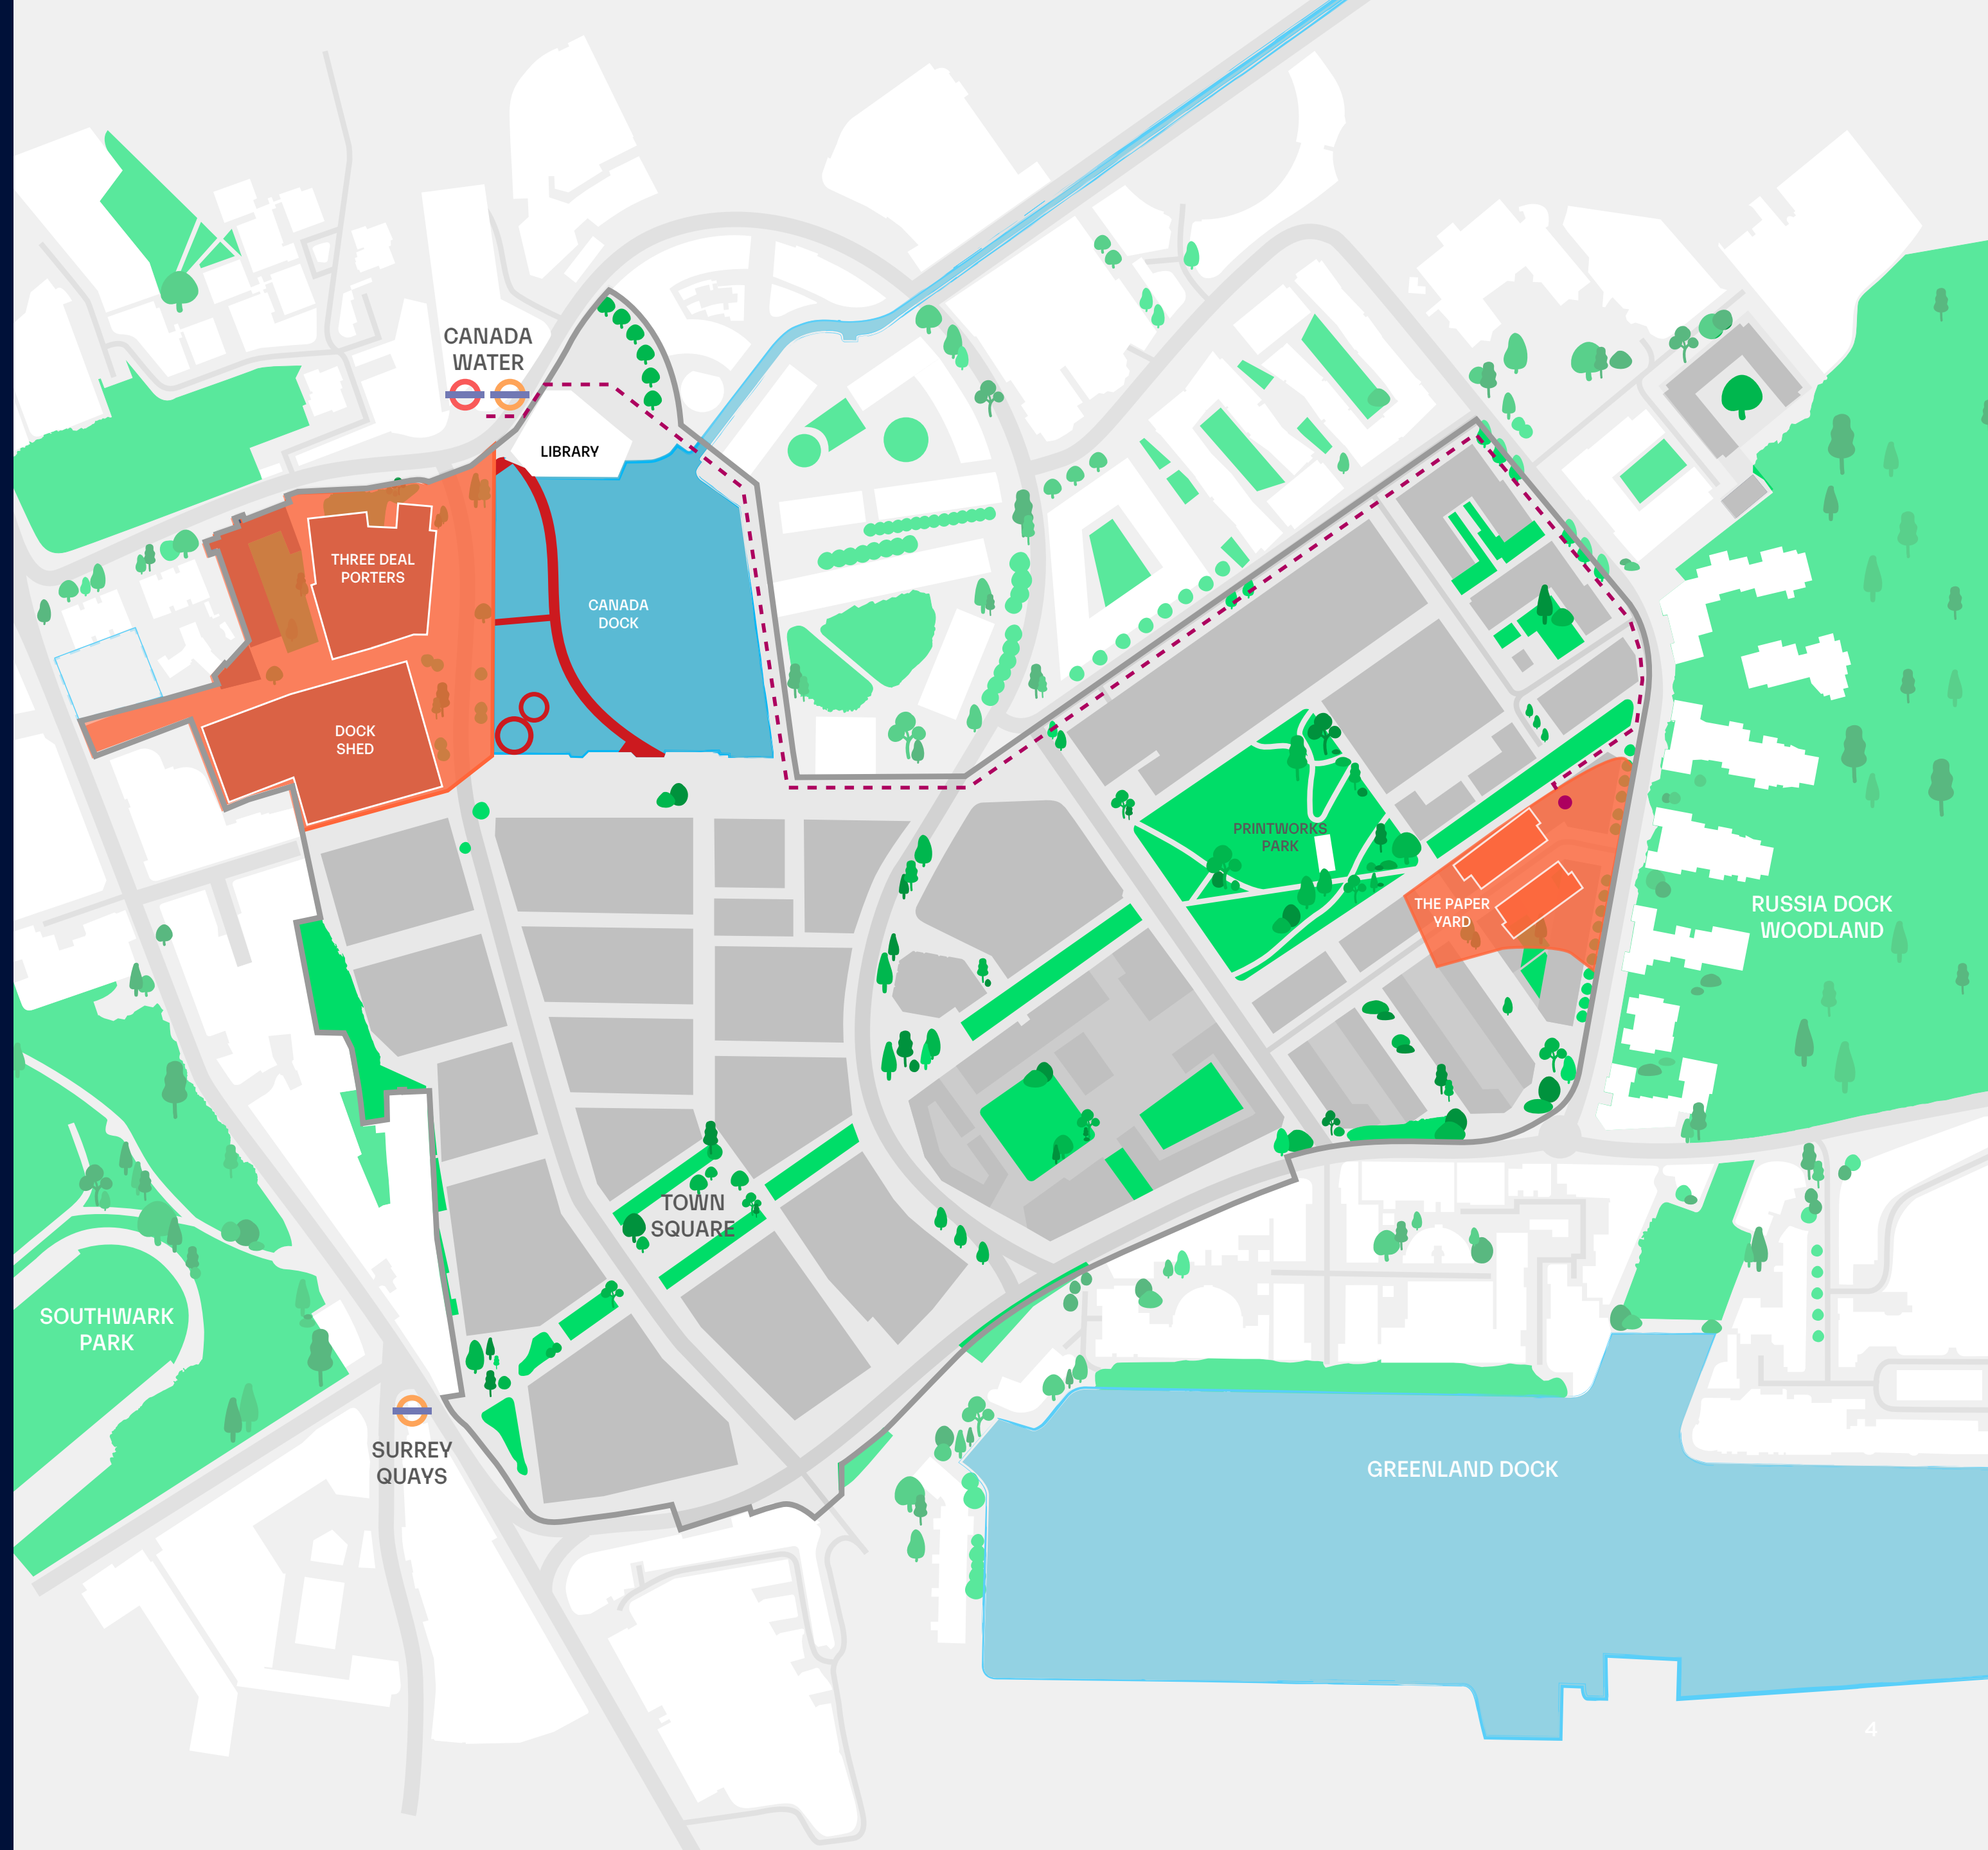 CANADA
WATER
LIBRARY
THREE DEAL
PORTERS
CANADA
DOCK
DOCK
SHED
PRINTWORKS
PARK
THE PAPER
YARD
RUSSIA DOCK
WOODLAND
TOWN
SQUARE
SOUTHWARK
PARK
SURREY
QUAYS
GREENLAND DOCK
4